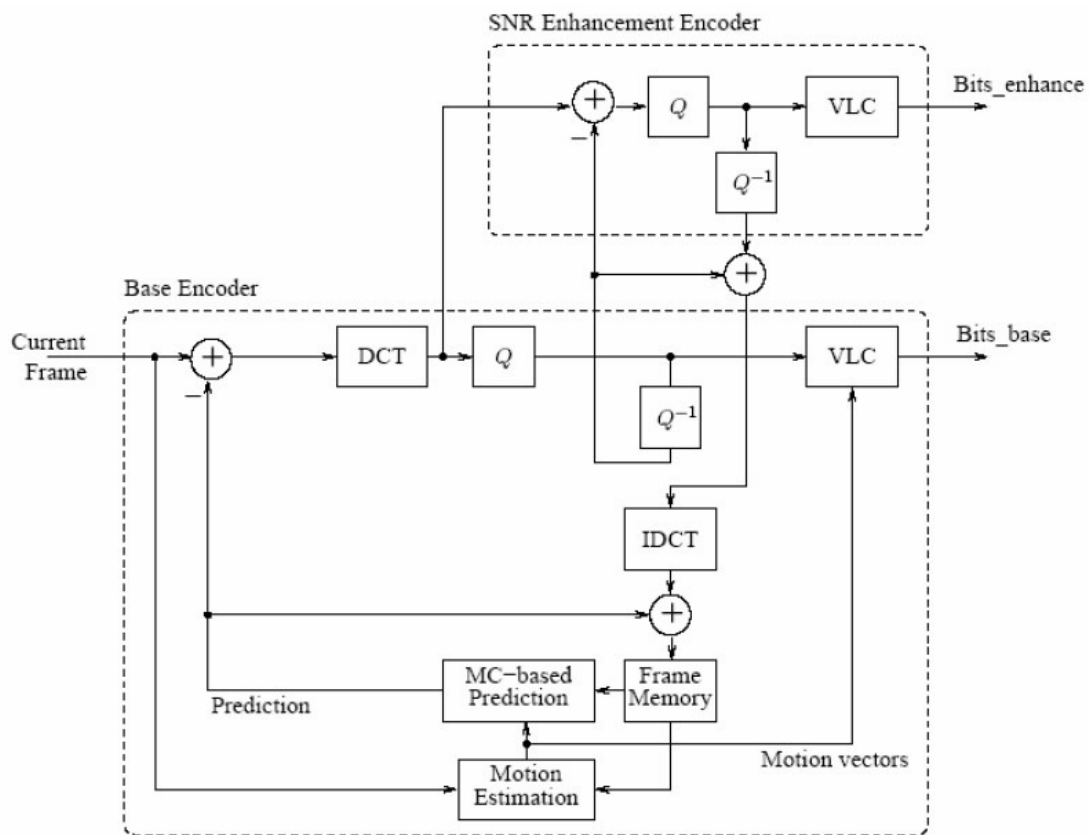 SNR Enhancement Encoder
Bits_enhance
+
−
Q
VLC
Q⁻¹
+
Base Encoder
Current
Frame
+
−
DCT
Q
VLC
Bits_base
Q⁻¹
IDCT
+
MC−based
Prediction
Frame
Memory
Prediction
Motion vectors
Motion
Estimation